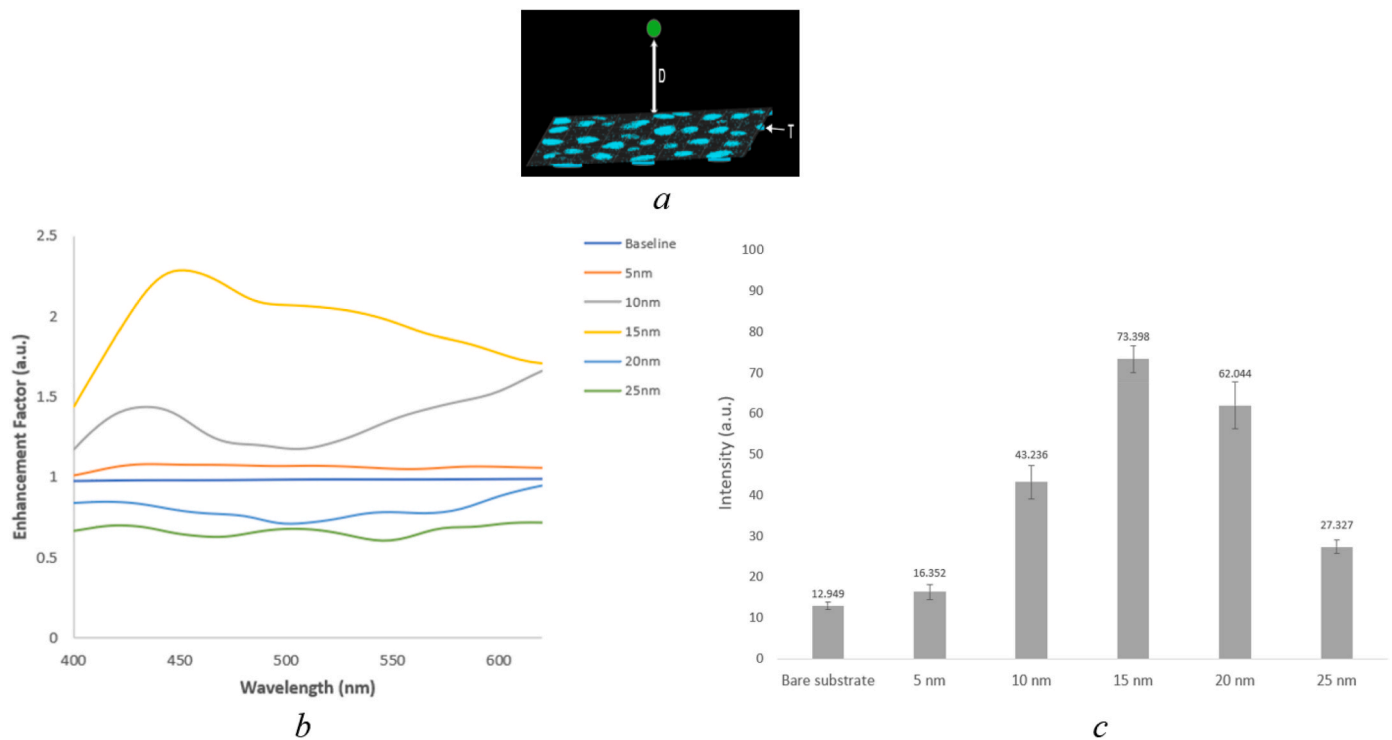 D
T
a
Enhancement Factor (a.u.)
2.5
2
1.5
1
0.5
0
400
450
500
550
600
Wavelength (nm)
Baseline
5nm
10nm
15nm
20nm
25nm
b
Intensity (a.u.)
100
90
80
70
60
50
40
30
20
10
0
12.949
16.352
43.236
73.398
62.044
27.327
Bare substrate
5 nm
10 nm
15 nm
20 nm
25 nm
c